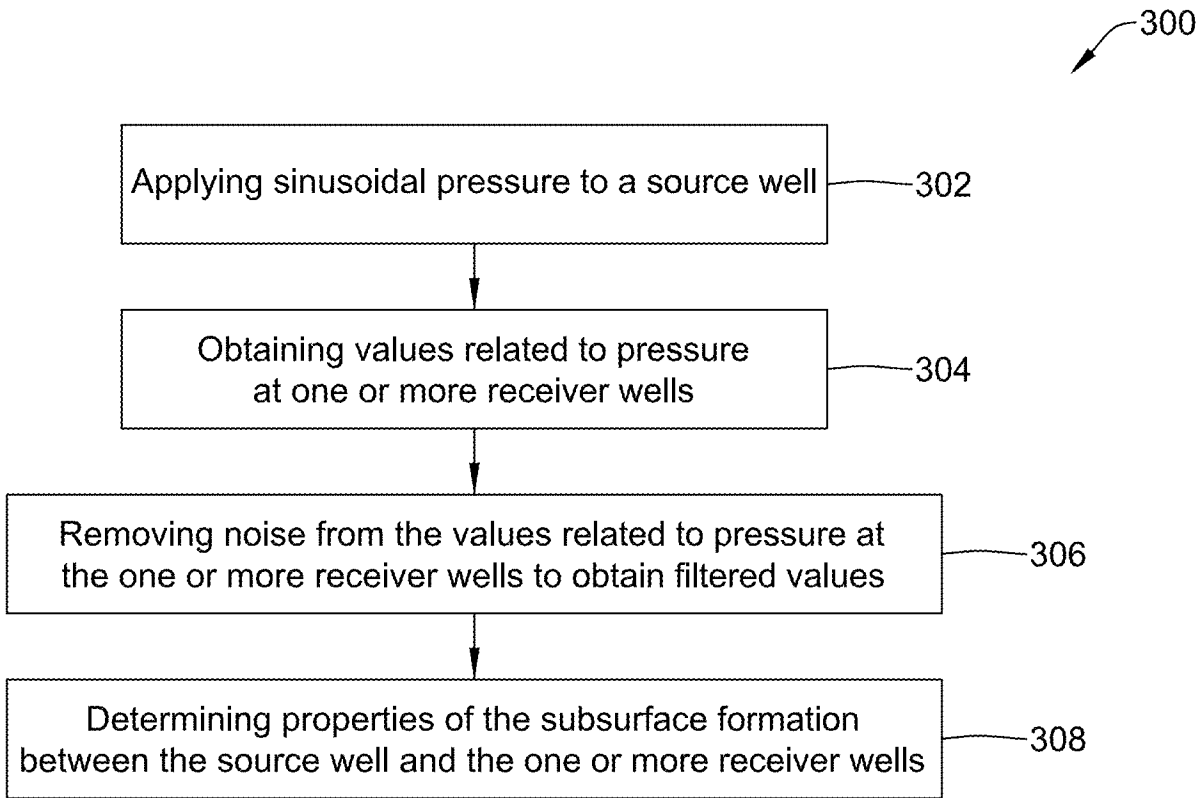 300
Applying sinusoidal pressure to a source well
302
Obtaining values related to pressure
at one or more receiver wells
304
Removing noise from the values related to pressure at
the one or more receiver wells to obtain filtered values
306
Determining properties of the subsurface formation
between the source well and the one or more receiver wells
308